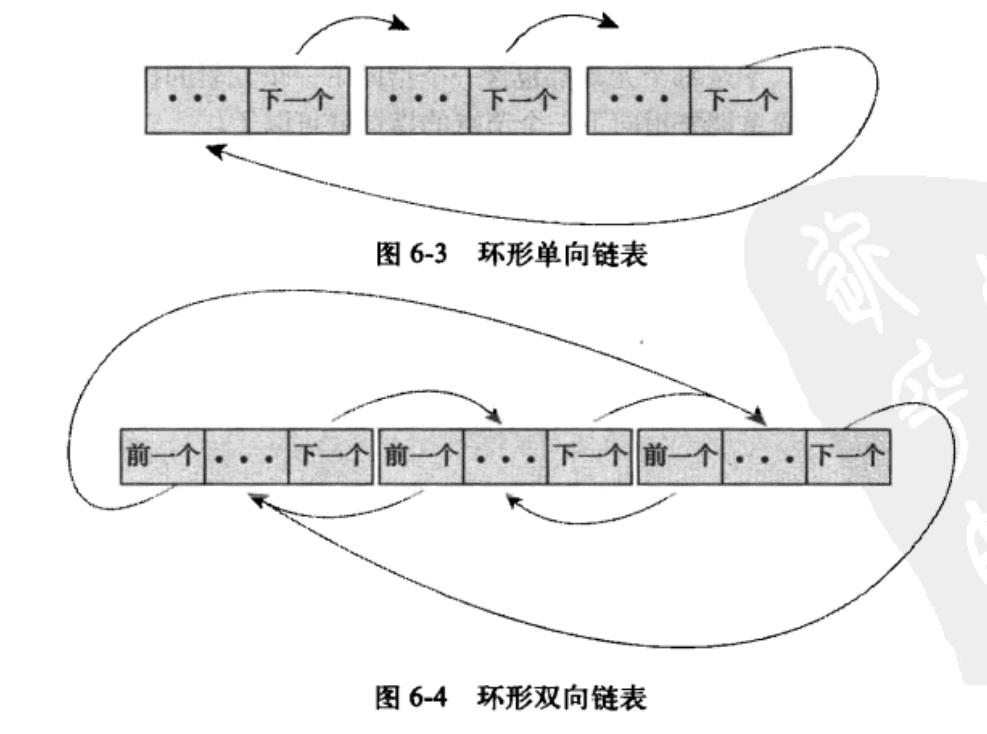 • • • 下一个 • • • 下一个 • • • 下一个
图 6-3 环形单向链表
前一个 • • • 下一个 前一个 • • • 下一个 前一个 • • • 下一个
图 6-4 环形双向链表